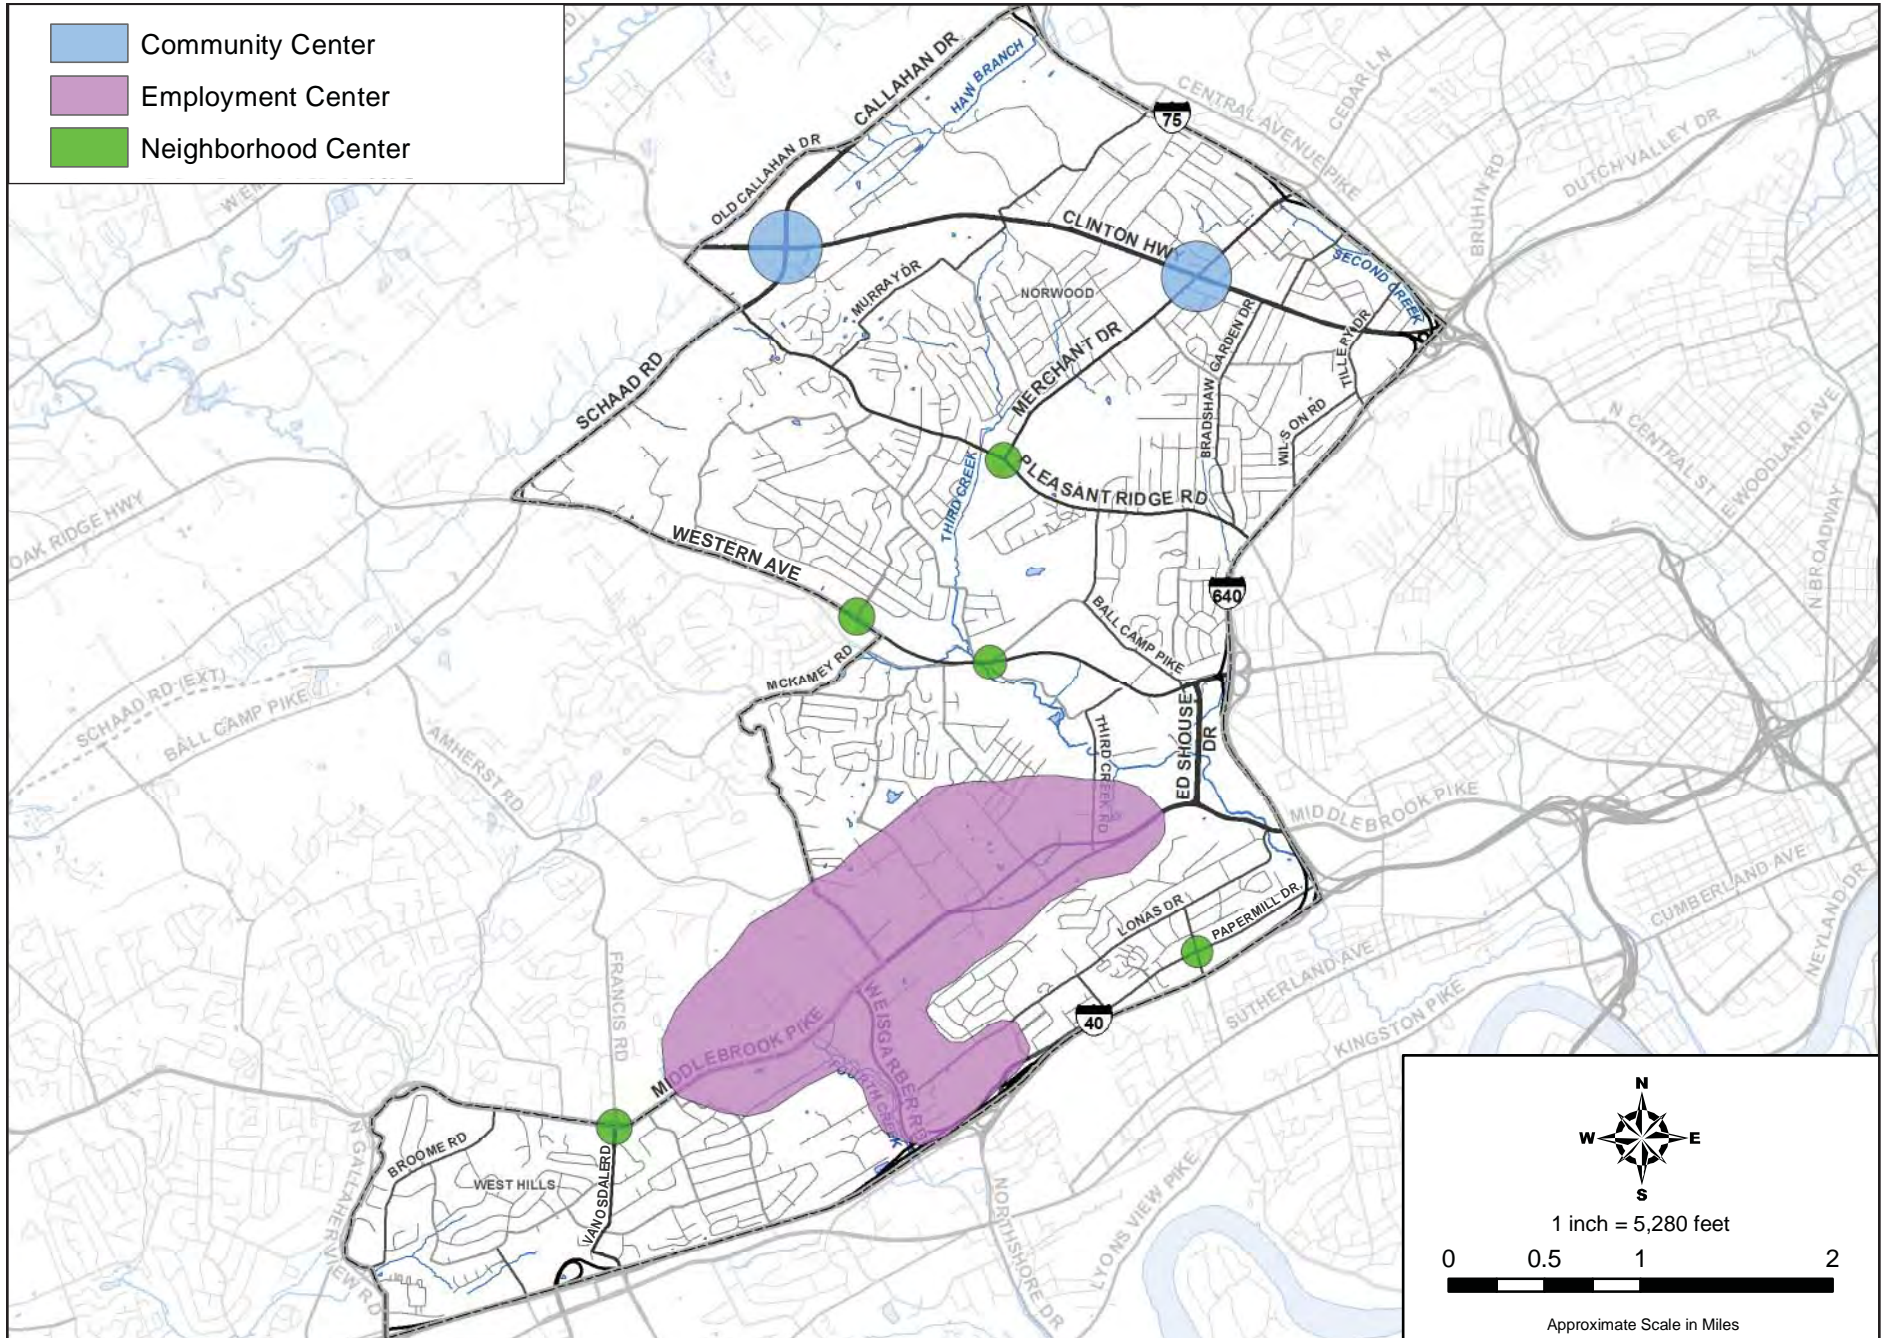 Community Center
Employment Center
Neighborhood Center
CALLAHAN DR
HAW BRANCH
OLD CALLAHAN DR
75
CENTRAL AVENUE PIKE
CEDAR LN
DUTCH VALLEY DR
BRUHIN RD
CLINTON HWY
SECOND CREEK
MURRAY DR
NORWOOD
MERCHANT DR
BRADSHAW GARDEN DR
TILLERY DR
WILSON RD
SCHAAD RD
N CENTRAL ST
E WOODLAND AVE
N BROADWAY
OAK RIDGE HWY
THIRD CREEK
PLEASANT RIDGE RD
WESTERN AVE
640
BALL CAMP PIKE
MCKAMEY RD
SCHAAD RD (EXT)
BALL CAMP PIKE
AMHERST RD
THIRD CREEK RD
ED SHOUSE DR
MIDDLEBROOK PIKE
CUMBERLAND AVE
NEYLAND DR
LONAS DR
PAPERMILL DR.
SUTHERLAND AVE
KINGSTON PIKE
40
FRANCIS RD
MIDDLEBROOK PIKE
WEISGARBER RD
FOURTH CREEK
N GALLAHER VIEW RD
BROOME RD
WEST HILLS
VANOSDALE RD
NORTHSHORE DR
LYONS VIEW PIKE
N
W E
S
1 inch = 5,280 feet
0 0.5 1 2
Approximate Scale in Miles